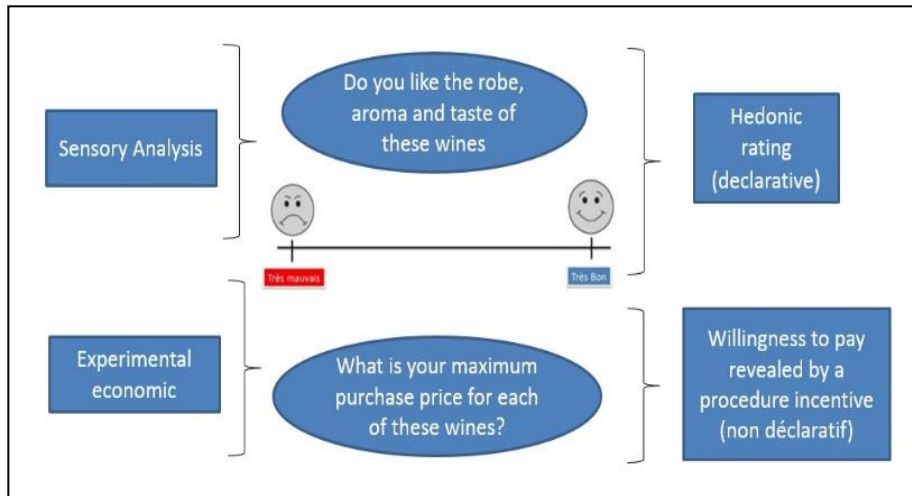 Sensory Analysis
Do you like the robe,
aroma and taste of
these wines
Hedonic
rating
(declarative)
Très mauvais
Très Bon
Experimental
economic
What is your maximum
purchase price for each
of these wines?
Willingness to pay
revealed by a
procedure incentive
(non déclaratif)